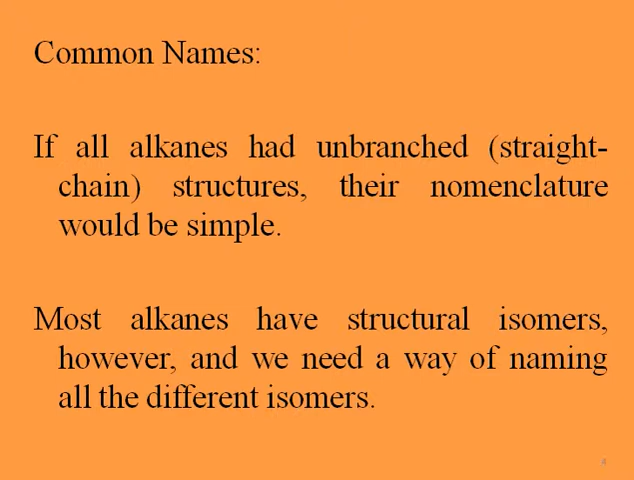 Common Names:
If all alkanes had unbranched (straight-
chain) structures, their nomenclature
would be simple.
Most alkanes have structural isomers,
however, and we need a way of naming
all the different isomers.